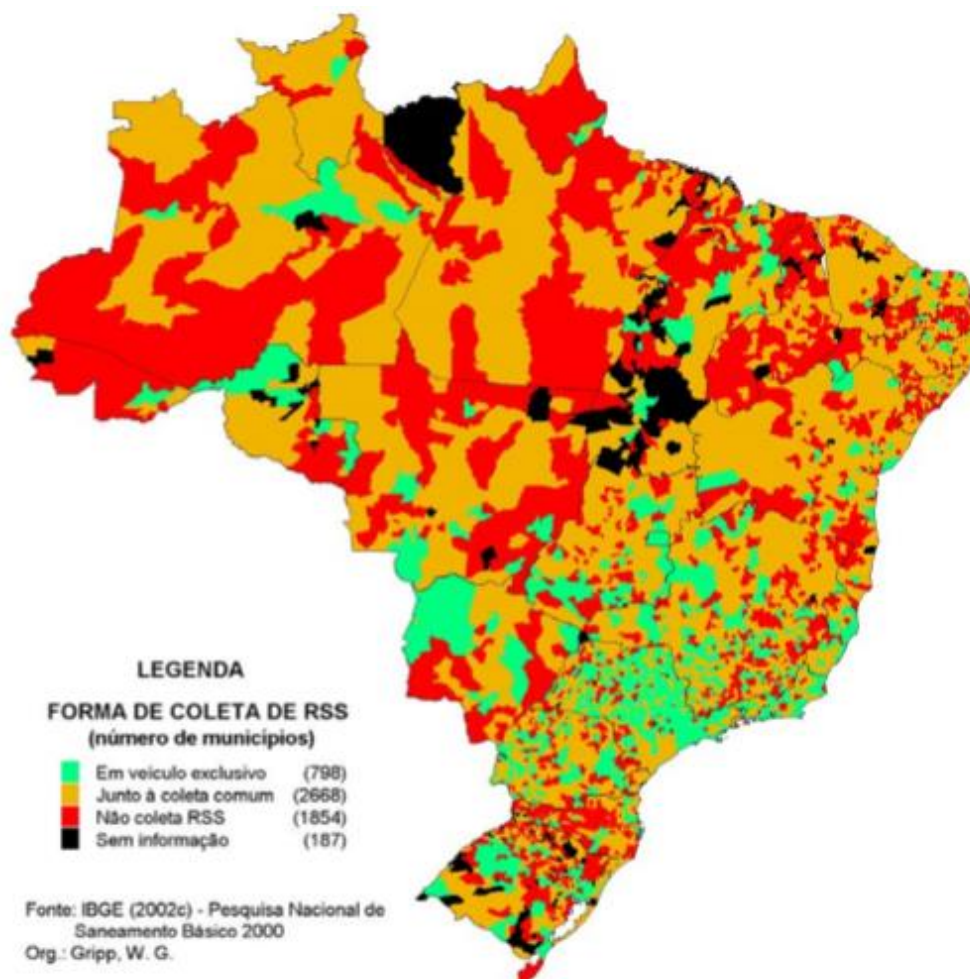 LEGENDA
FORMA DE COLETA DE RSS
(número de municípios)
Em veículo exclusivo (798)
Junto à coleta comum (2668)
Não coleta RSS (1854)
Sem informação (187)
Fonte: IBGE (2002c) - Pesquisa Nacional de
Saneamento Básico 2000
Org.: Gripp, W. G.